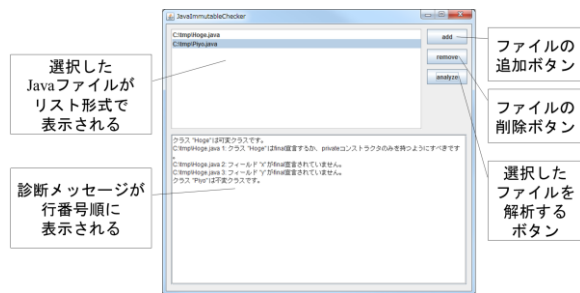 JavaImmutableChecker
C:\tmp\Hoge.java
C:\tmp\Piyo.java
add
remove
analyze
選択した
Javaファイルが
リスト形式で
表示される
ファイルの
追加ボタン
ファイルの
削除ボタン
選択した
ファイルを
解析する
ボタン
診断メッセージが
行番号順に
表示される
クラス "Hoge"は可変クラスです。
C:\tmp\Hoge.java 1: クラス "Hoge"はfinal宣言するか、privateコンストラクタのみを持つようにすべきです
。
C:\tmp\Hoge.java 2: フィールド "x"がfinal宣言されていません。
C:\tmp\Hoge.java 3: フィールド "y"がfinal宣言されていません。
クラス "Piyo"は不変クラスです。